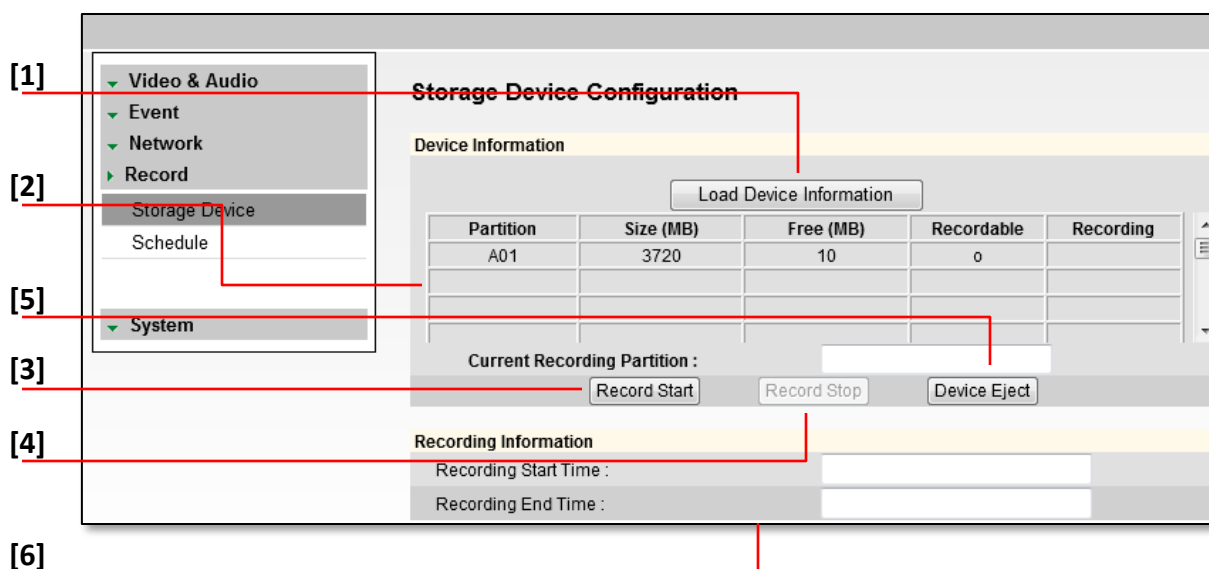 [1]
Video & Audio
Event
Network
Record
Storage Device
Schedule
System
[2]
[5]
[3]
[4]
[6]
Storage Device Configuration
Device Information
Load Device Information
Partition Size (MB) Free (MB) Recordable Recording
A01 3720 10 o
Current Recording Partition :
Record Start Record Stop Device Eject
Recording Information
Recording Start Time :
Recording End Time :